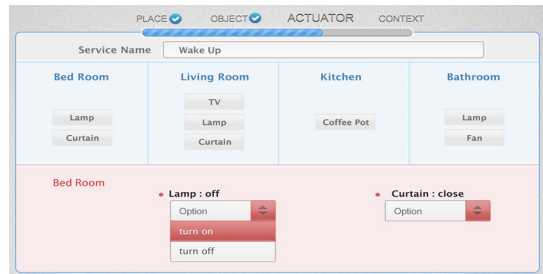 PLACE OBJECT ACTUATOR CONTEXT
Service Name Wake Up
Bed Room Living Room Kitchen Bathroom
TV
Lamp Lamp Coffee Pot Lamp
Curtain Curtain Fan
Bed Room
Lamp : off Curtain : close
Option Option
turn on
turn off